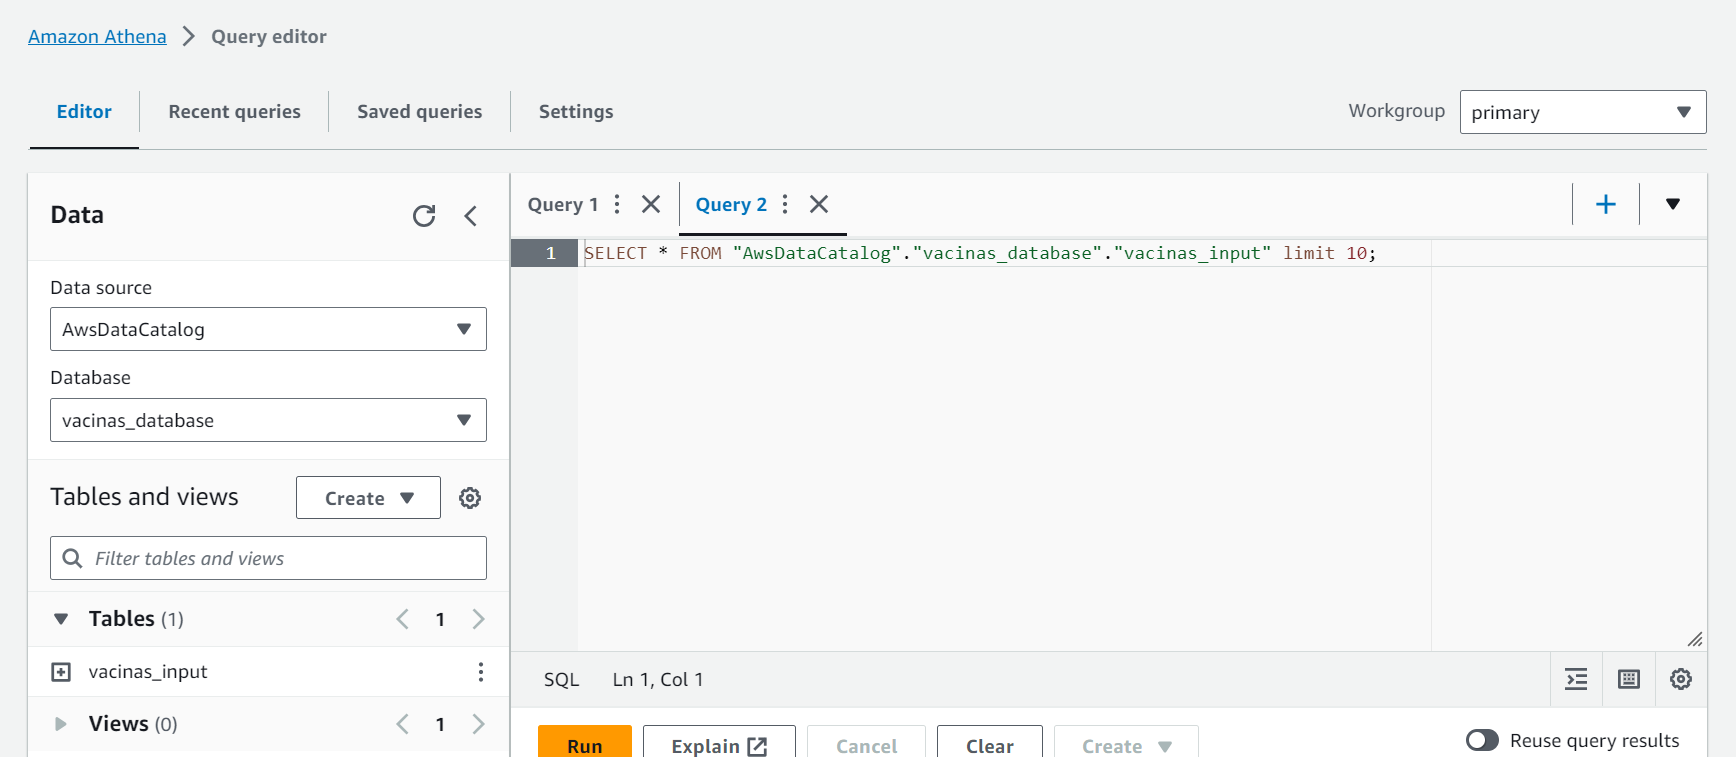 Amazon Athena > Query editor
Editor Recent queries Saved queries Settings
Workgroup primary
Data
Data source
AwsDataCatalog
Database
vacinas_database
Tables and views Create
Filter tables and views
Tables (1) 1
vacinas_input
Views (0) 1
Query 1 Query 2
1 SELECT * FROM "AwsDataCatalog"."vacinas_database"."vacinas_input" limit 10;
SQL Ln 1, Col 1
Run Explain Cancel Clear Create Reuse query results